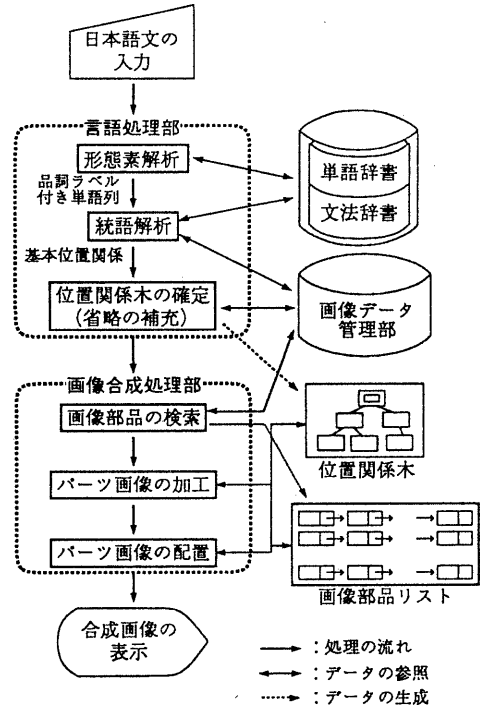 日本語文の
入力
言語処理部
形態素解析
品詞ラベル
付き単語列
統語解析
基本位置関係
位置関係木の確定
(省略の補充)
単語辞書
文法辞書
画像データ
管理部
画像合成処理部
画像部品の検索
パーツ画像の加工
パーツ画像の配置
位置関係木
画像部品リスト
合成画像の
表示
:処理の流れ
:データの参照
:データの生成